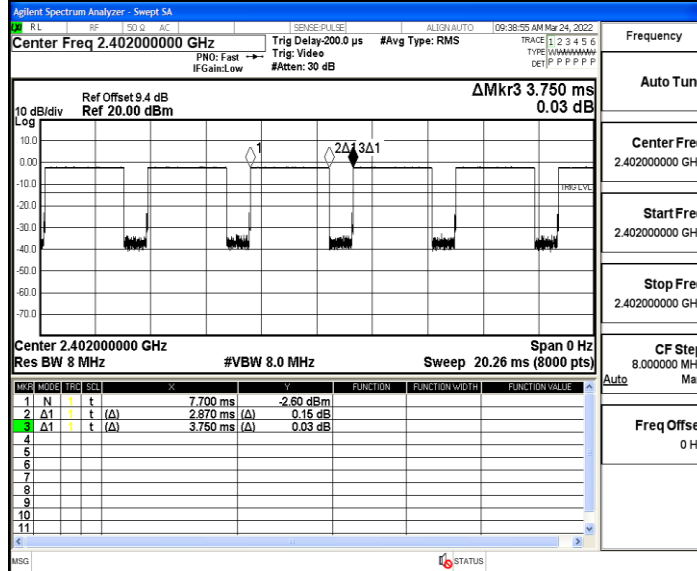 Agilent Spectrum Analyzer - Swept SA
RL RF 50 Ω AC SENSE:PULSE ALIGN AUTO 09:38:55 AM Mar 24, 2022
Center Freq 2.402000000 GHz
PNO: Fast
IFGain:Low
Trig Delay-200.0 µs
Trig: Video
#Atten: 30 dB
#Avg Type: RMS
TRACE 1 2 3 4 5 6
TYPE
DET P P P P P P
Ref Offset 9.4 dB
10 dB/div Ref 20.00 dBm
Log
ΔMkr3 3.750 ms
0.03 dB
10.0
0.00
-10.0
-20.0
-30.0
-40.0
-50.0
-60.0
-70.0
1
3Δ1
TRIG LVL
Center 2.402000000 GHz Span 0 Hz
Res BW 8 MHz #VBW 8.0 MHz Sweep 20.26 ms (8000 pts)
MKR MODE TRC SCL X Y FUNCTION FUNCTION WIDTH FUNCTION VALUE
1 N 1 t 7.700 ms -2.60 dBm
2 Δ1 1 t (Δ) 2.870 ms (Δ) 0.15 dB
3 Δ1 1 t (Δ) 3.750 ms (Δ) 0.03 dB
4
5
6
7
8
9
10
11
MSG STATUS
Frequency
Auto Tun
Center Fre
2.402000000 GH
Start Fre
2.402000000 GH
Stop Fre
2.402000000 GH
CF Ste
8.000000 MH
Auto Ma
Freq Offse
0 H